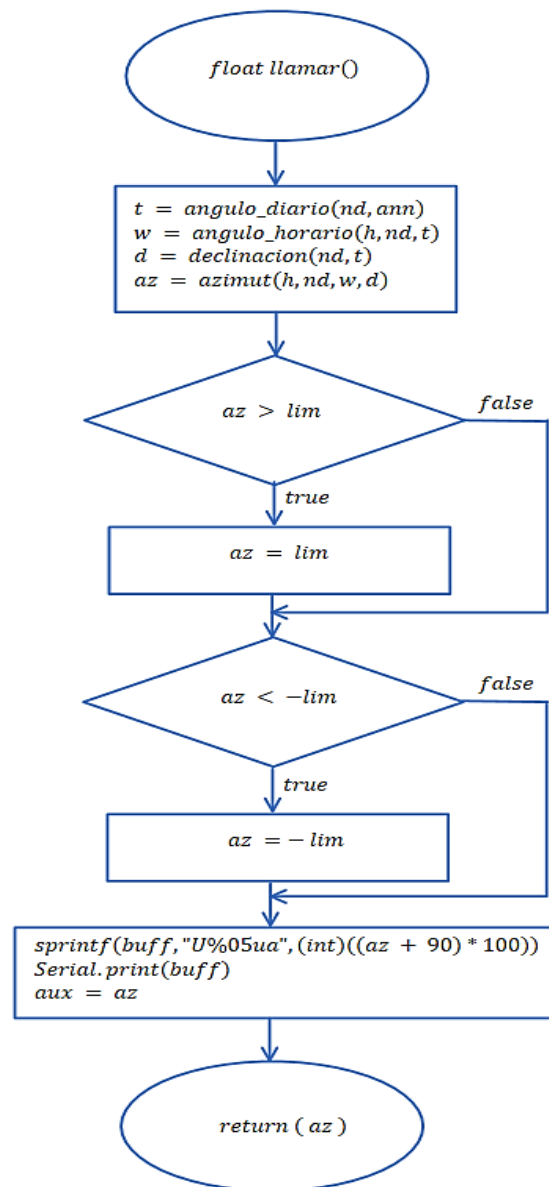 float llamar()
t = angulo_diario(nd, ann)
w = angulo_horario(h, nd, t)
d = declinacion(nd, t)
az = azimut(h, nd, w, d)
az > lim
false
true
az = lim
az < −lim
false
true
az = − lim
sprintf(buff, "U%05ua", (int)((az + 90) * 100))
Serial.print(buff)
aux = az
return ( az )